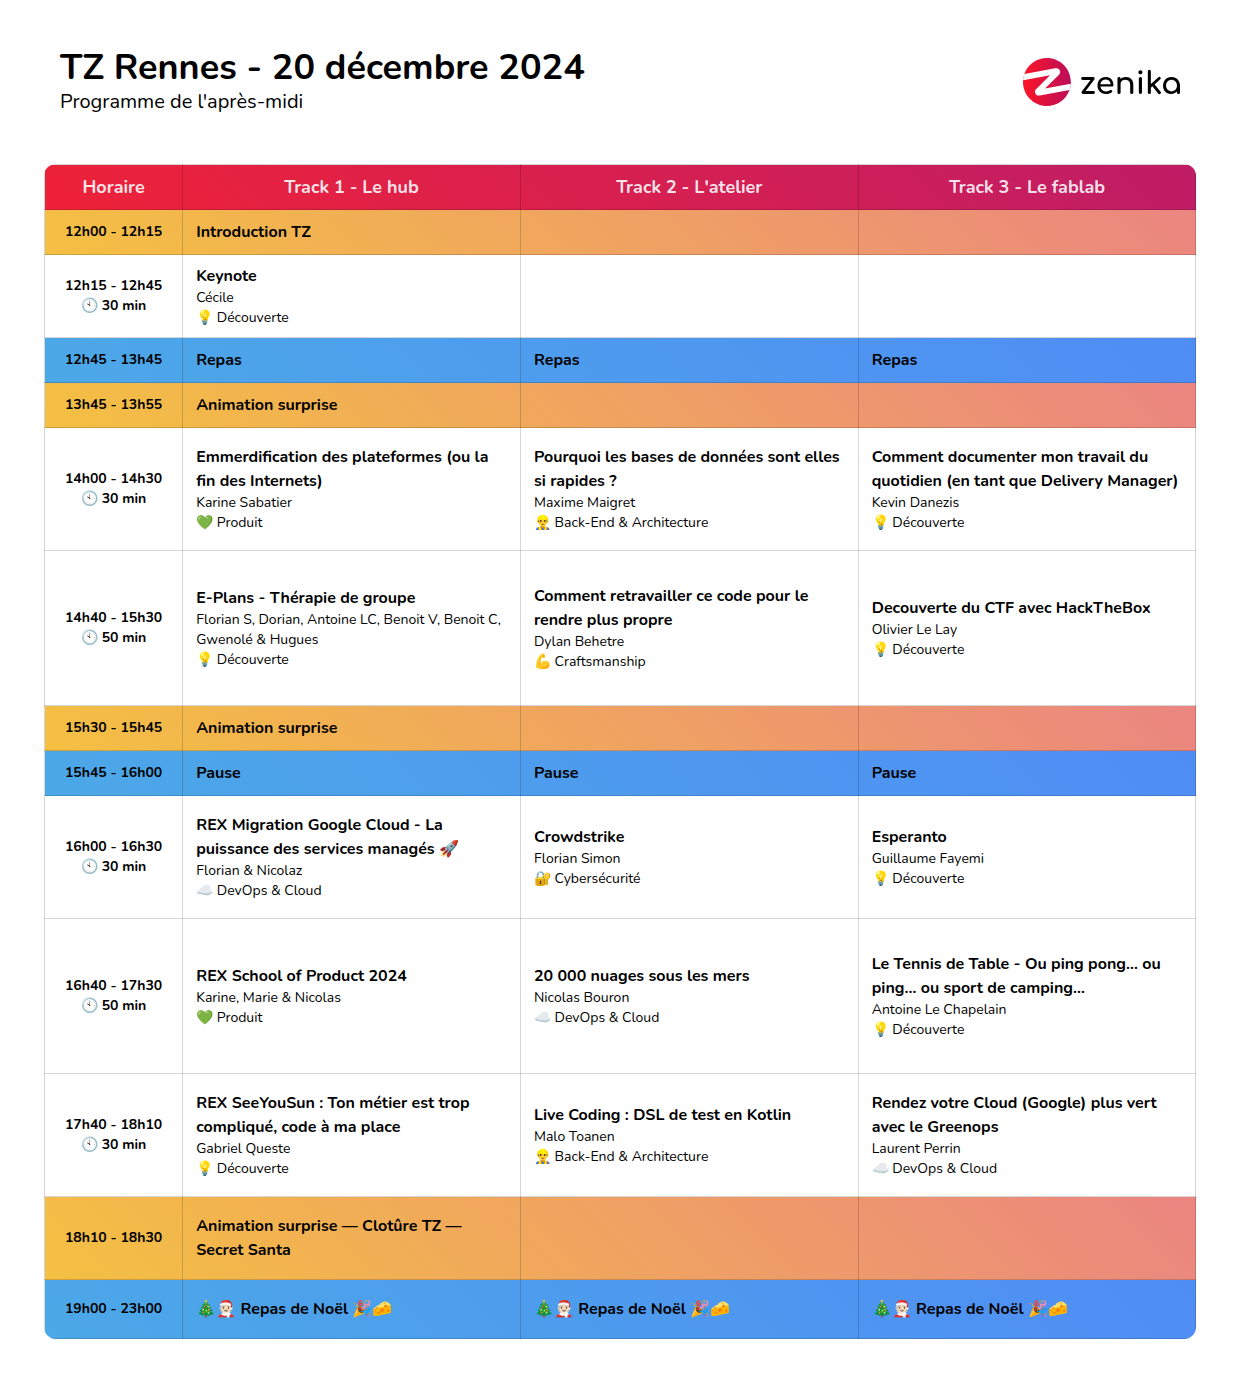 TZ Rennes - 20 décembre 2024
Programme de l'après-midi
zenika
Horaire
Track 1 - Le hub
Track 2 - L'atelier
Track 3 - Le fablab
12h00 - 12h15
Introduction TZ
12h15 - 12h45
🕙 30 min
Keynote
Cécile
💡 Découverte
12h45 - 13h45
Repas
Repas
Repas
13h45 - 13h55
Animation surprise
14h00 - 14h30
🕙 30 min
Emmerdification des plateformes (ou la
fin des Internets)
Karine Sabatier
💚 Produit
Pourquoi les bases de données sont elles
si rapides ?
Maxime Maigret
👷 Back-End & Architecture
Comment documenter mon travail du
quotidien (en tant que Delivery Manager)
Kevin Danezis
💡 Découverte
14h40 - 15h30
🕙 50 min
E-Plans - Thérapie de groupe
Florian S, Dorian, Antoine LC, Benoit V, Benoit C,
Gwenolé & Hugues
💡 Découverte
Comment retravailler ce code pour le
rendre plus propre
Dylan Behetre
💪 Craftsmanship
Decouverte du CTF avec HackTheBox
Olivier Le Lay
💡 Découverte
15h30 - 15h45
Animation surprise
15h45 - 16h00
Pause
Pause
Pause
16h00 - 16h30
🕙 30 min
REX Migration Google Cloud - La
puissance des services managés 🚀
Florian & Nicolaz
☁️ DevOps & Cloud
Crowdstrike
Florian Simon
🔐 Cybersécurité
Esperanto
Guillaume Fayemi
💡 Découverte
16h40 - 17h30
🕙 50 min
REX School of Product 2024
Karine, Marie & Nicolas
💚 Produit
20 000 nuages sous les mers
Nicolas Bouron
☁️ DevOps & Cloud
Le Tennis de Table - Ou ping pong... ou
ping... ou sport de camping...
Antoine Le Chapelain
💡 Découverte
17h40 - 18h10
🕙 30 min
REX SeeYouSun : Ton métier est trop
compliqué, code à ma place
Gabriel Queste
💡 Découverte
Live Coding : DSL de test en Kotlin
Malo Toanen
👷 Back-End & Architecture
Rendez votre Cloud (Google) plus vert
avec le Greenops
Laurent Perrin
☁️ DevOps & Cloud
18h10 - 18h30
Animation surprise — Clotûre TZ —
Secret Santa
19h00 - 23h00
🎄🎅 Repas de Noël 🎉🧀
🎄🎅 Repas de Noël 🎉🧀
🎄🎅 Repas de Noël 🎉🧀